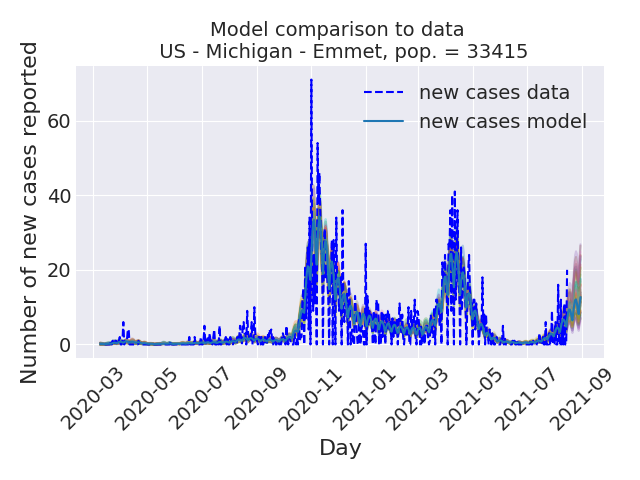 Model comparison to data
US - Michigan - Emmet, pop. = 33415
new cases data
new cases model
Number of new cases reported
60
40
20
0
2020-03
2020-05
2020-07
2020-09
2020-11
2021-01
2021-03
2021-05
2021-07
2021-09
Day